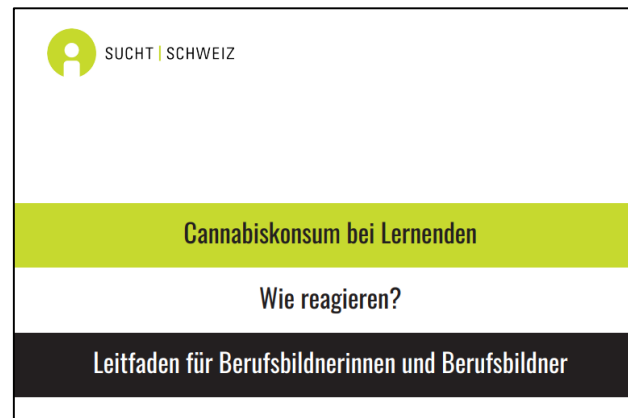 SUCHT | SCHWEIZ
Cannabiskonsum bei Lernenden
Wie reagieren?
Leitfaden für Berufsbildnerinnen und Berufsbildner